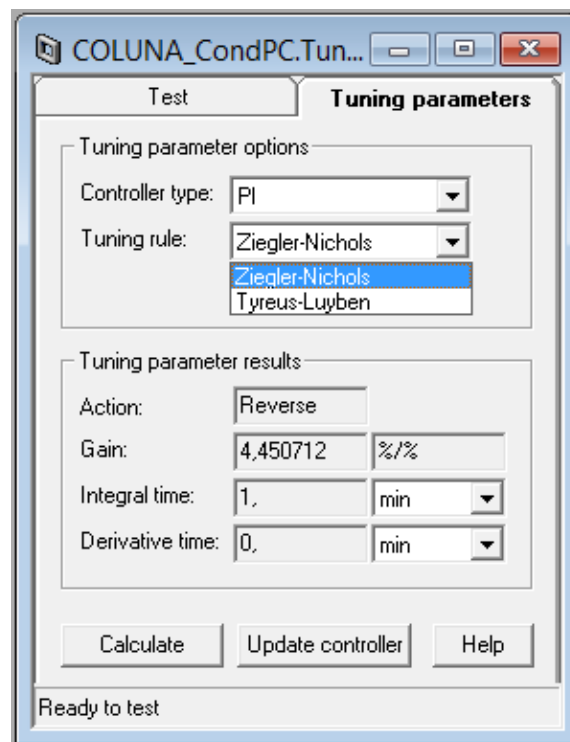 COLUNA_CondPC.Tun...
Test Tuning parameters
Tuning parameter options
Controller type: PI
Tuning rule: Ziegler-Nichols
Ziegler-Nichols
Tyreus-Luyben
Tuning parameter results
Action: Reverse
Gain: 4,450712 %/%
Integral time: 1, min
Derivative time: 0, min
Calculate Update controller Help
Ready to test